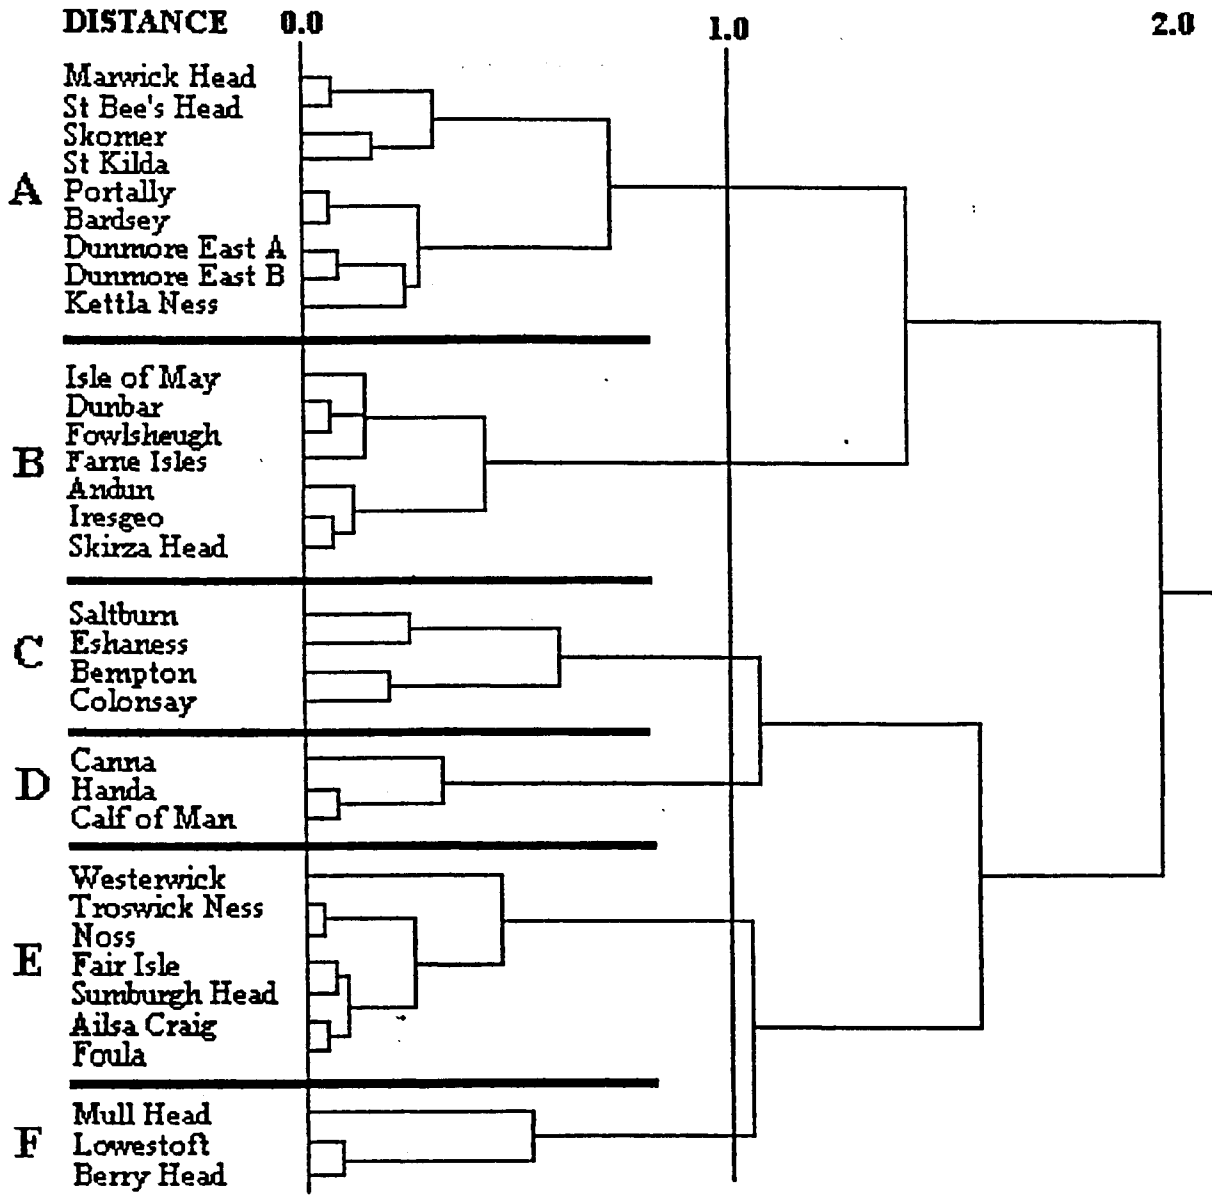 DISTANCE 0.0 1.0 2.0
Marwick Head
St Bee's Head
Skomer
St Kilda
A Portally
Bardsey
Dunmore East A
Dunmore East B
Kettla Ness
Isle of May
Dunbar
Fowlsheugh
B Farne Isles
Andun
Iresgeo
Skirza Head
Saltburn
C Eshaness
Bempton
Colonsay
Canna
D Handa
Calf of Man
Westerwick
Troswick Ness
Noss
E Fair Isle
Sumburgh Head
Ailsa Craig
Foula
Mull Head
F Lowestoft
Berry Head